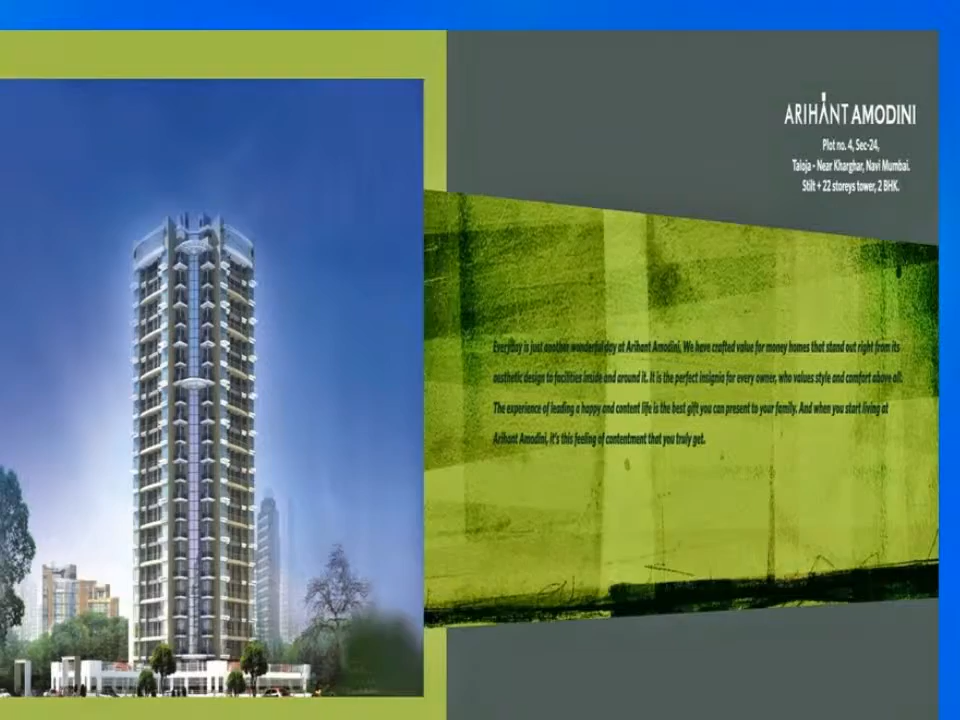 ARIHANT AMODINI
Plot no. 4, Sec-24,
Taloja - Near Kharghar, Navi Mumbai.
Stilt + 22 storeys tower, 2 BHK.
Everyday is just another wonderful day at Arihant Amodini. We have crafted value for money homes that stand out right from its
aesthetic design to facilities inside and around it. It is the perfect insignia for every owner, who values style and comfort above all.
The experience of leading a happy and content life is the best gift you can present to your family. And when you start living at
Arihant Amodini, it's this feeling of contentment that you truly get.